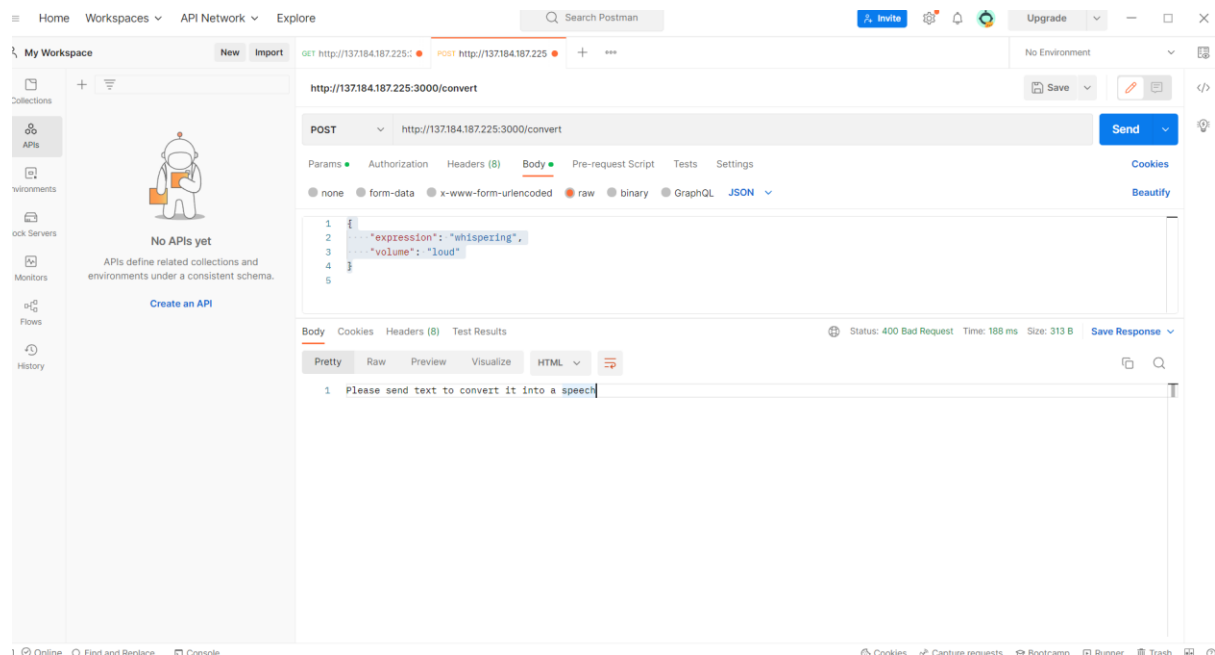 Home Workspaces API Network Explore Search Postman Invite Upgrade
My Workspace New Import GET http://137.184.187.225:: POST http://137.184.187.225 No Environment
http://137.184.187.225:3000/convert Save
POST http://137.184.187.225:3000/convert Send
Params Authorization Headers (8) Body Pre-request Script Tests Settings Cookies
none form-data x-www-form-urlencoded raw binary GraphQL JSON Beautify
1 {
2 "expression": "whispering",
3 "volume": "loud"
4 }
5
Collections
APIs
nvironments
ock Servers
Monitors
Flows
History
No APIs yet
APIs define related collections and
environments under a consistent schema.
Create an API
Body Cookies Headers (8) Test Results Status: 400 Bad Request Time: 188 ms Size: 313 B Save Response
Pretty Raw Preview Visualize HTML
1 Please send text to convert it into a speech
Online Find and Replace Console Cookies Capture requests Bootcamp Runner Trash